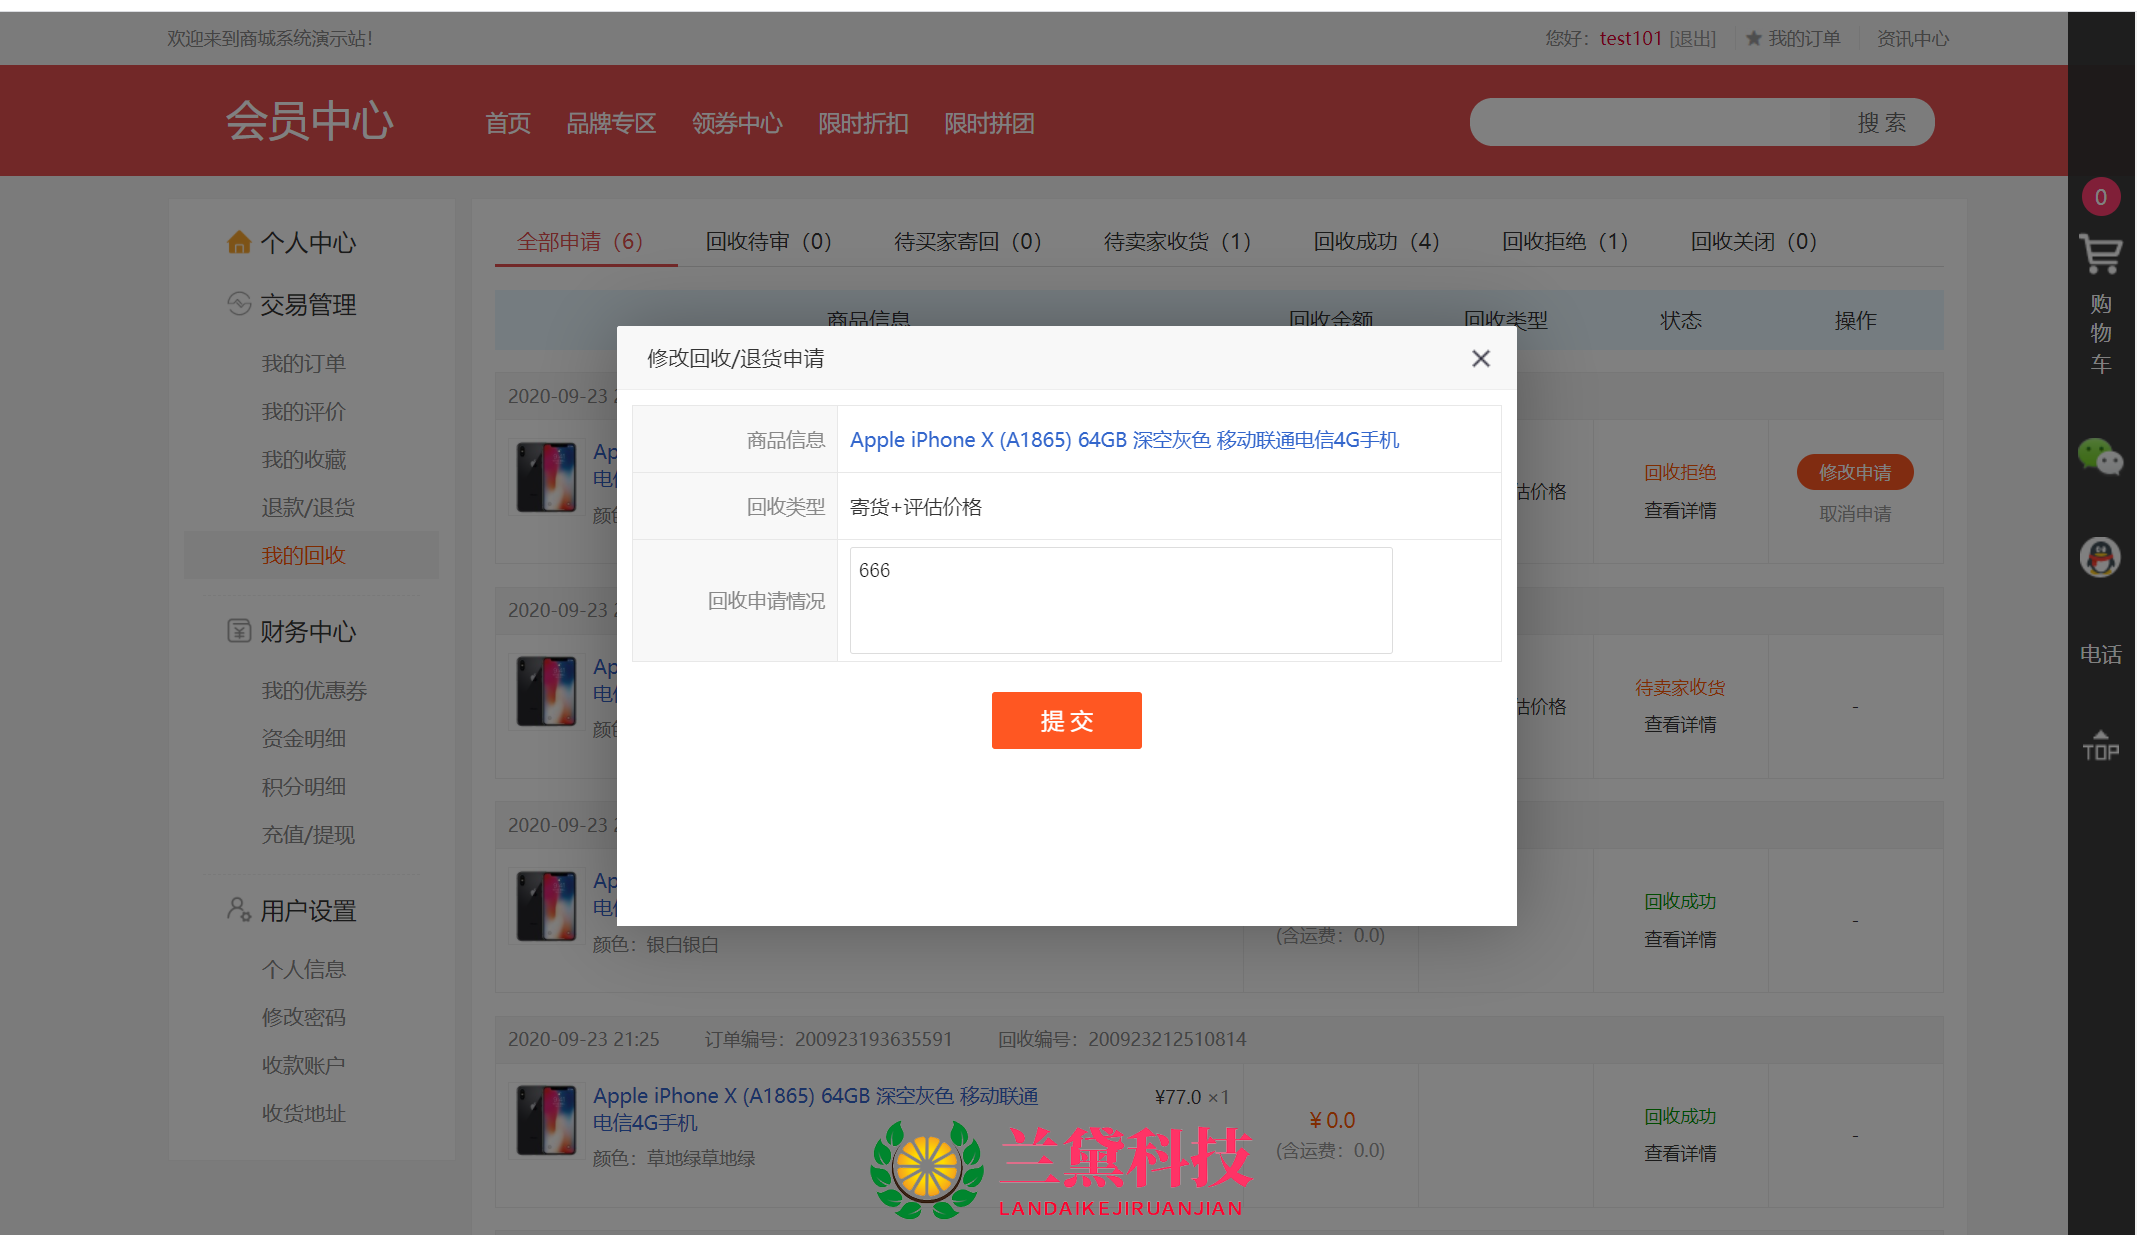 欢迎来到商城系统演示站!
您好：test101 [退出] 我的订单 资讯中心
会员中心 首页 品牌专区 领券中心 限时折扣 限时拼团 搜 索
个人中心
交易管理
我的订单
我的评价
我的收藏
退款/退货
我的回收
财务中心
我的优惠券
资金明细
积分明细
充值/提现
用户设置
个人信息
修改密码
收款账户
收货地址
全部申请（6） 回收待审（0） 待买家寄回（0） 待卖家收货（1） 回收成功（4） 回收拒绝（1） 回收关闭（0）
商品信息 回收金额 回收类型 状态 操作
修改回收/退货申请
商品信息 Apple iPhone X (A1865) 64GB 深空灰色 移动联通电信4G手机
回收类型 寄货+评估价格
回收申请情况 666
提 交
2020-09-23
估价格 回收拒绝 修改申请
查看详情 取消申请
2020-09-23
估价格 待卖家收货 -
查看详情
2020-09-23
颜色：银白银白 (含运费：0.0) 回收成功 -
查看详情
2020-09-23 21:25 订单编号：200923193635591 回收编号：200923212510814
Apple iPhone X (A1865) 64GB 深空灰色 移动联通 ¥77.0 ×1
电信4G手机
颜色：草地绿草地绿
¥ 0.0
(含运费：0.0)
回收成功 -
查看详情
兰黛科技
LANDAIKEJIRUANJIAN
0
购
物
车
电话
TOP